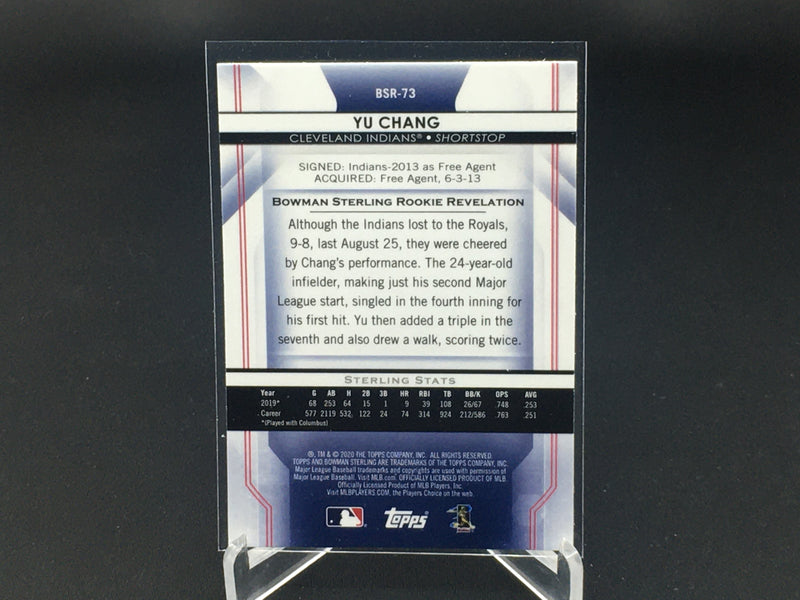 BSR-73
YU CHANG
CLEVELAND INDIANS® • SHORTSTOP
SIGNED: Indians-2013 as Free Agent
ACQUIRED: Free Agent, 6-3-13
BOWMAN STERLING ROOKIE REVELATION
Although the Indians lost to the Royals,
9-8, last August 25, they were cheered
by Chang's performance. The 24-year-old
infielder, making just his second Major
League start, singled in the fourth inning for
his first hit. Yu then added a triple in the
seventh and also drew a walk, scoring twice.
STERLING STATS
Year G AB H 2B 3B HR RBI TB BB/K OPS AVG
2019* 68 253 64 15 1 9 39 108 26/67 .748 .253
Career 577 2119 532 122 24 74 314 924 212/586 .763 .251
*(Played with Columbus)
®, TM & © 2020 THE TOPPS COMPANY, INC. ALL RIGHTS RESERVED.
TOPPS AND BOWMAN STERLING ARE TRADEMARKS OF THE TOPPS COMPANY, INC.
Major League Baseball trademarks and copyrights are used with permission of
Major League Baseball. Visit MLB.com. OFFICIALLY LICENSED PRODUCT OF MLB
Officially Licensed Product of MLB Players, Inc.
Visit MLBPLAYERS.COM, the Players Choice on the web.
topps